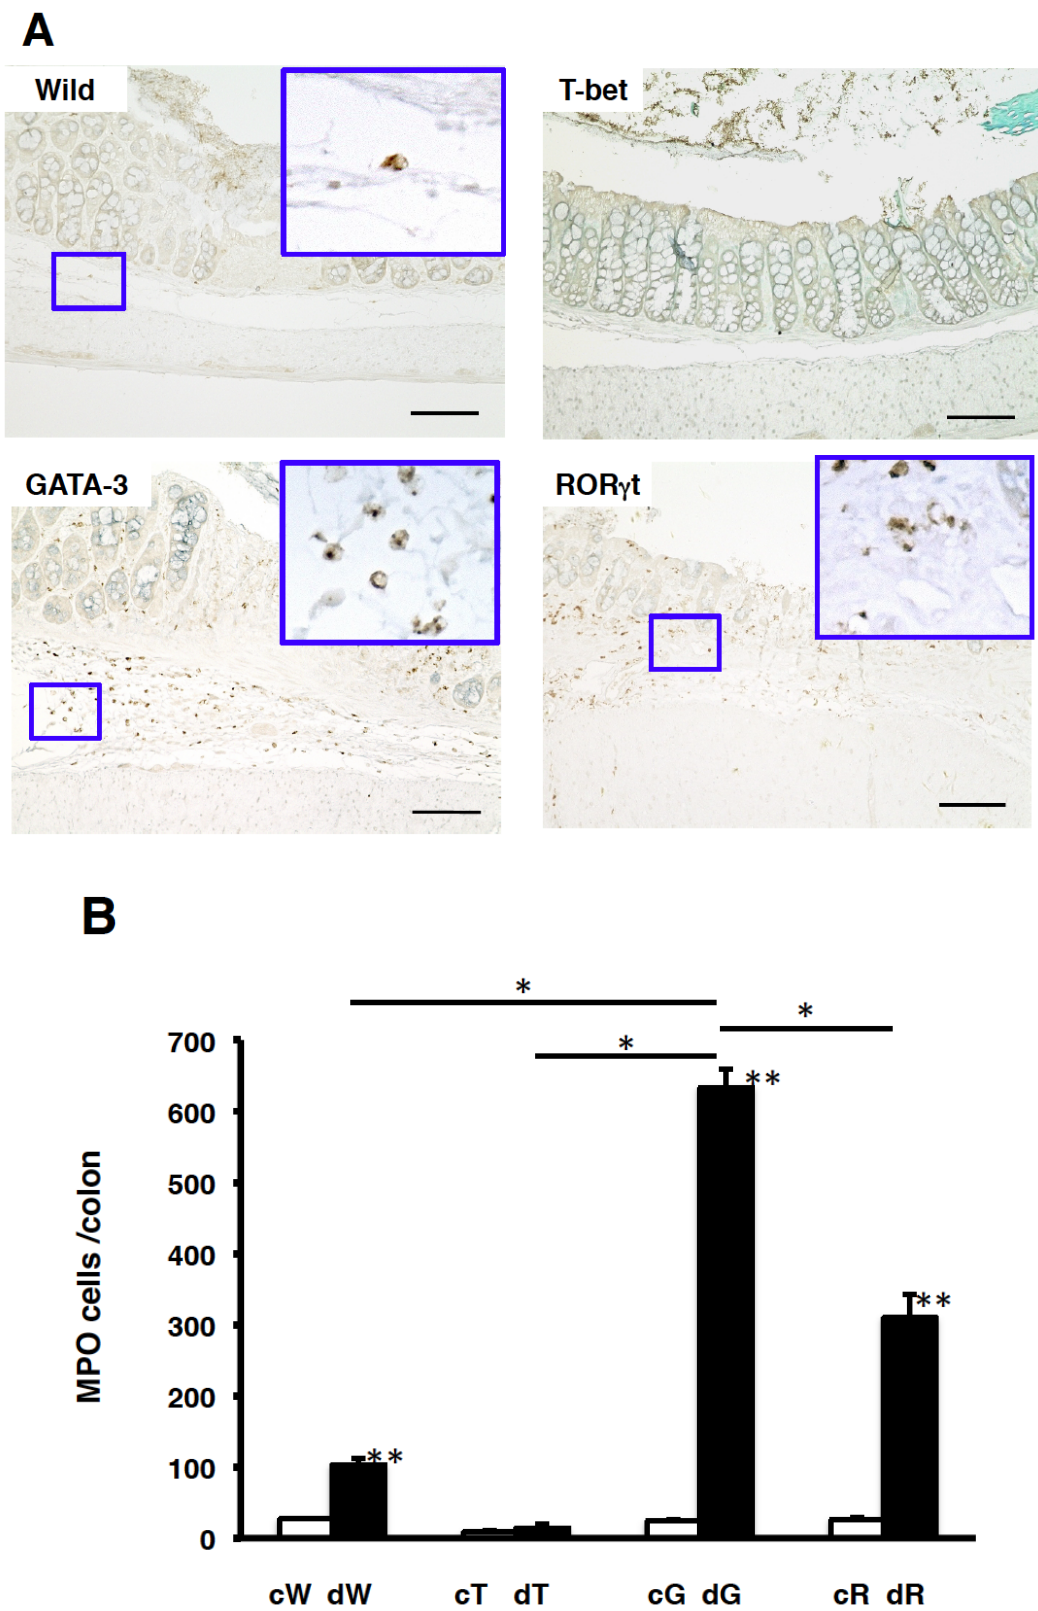 A
Wild
T-bet
GATA-3
RORγt
B
*
*
*
MPO cells /colon
700
600
500
400
300
200
100
0
**
**
**
cW dW cT dT cG dG cR dR